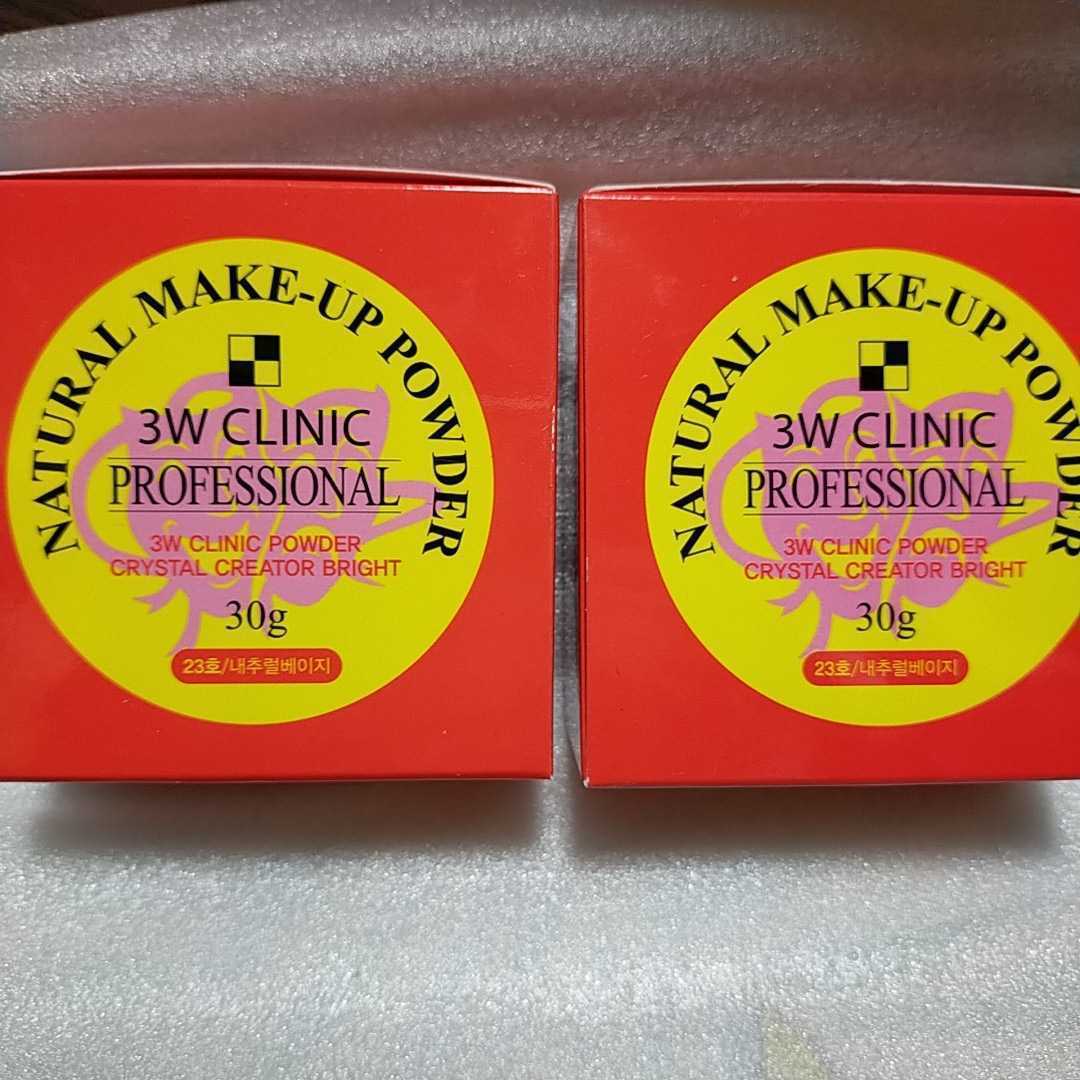 NATURAL MAKE-UP POWDER
3W CLINIC
PROFESSIONAL
3W CLINIC POWDER
CRYSTAL CREATOR BRIGHT
30g
23호/내추럴베이지
NATURAL MAKE-UP POWDER
3W CLINIC
PROFESSIONAL
3W CLINIC POWDER
CRYSTAL CREATOR BRIGHT
30g
23호/내추럴베이지